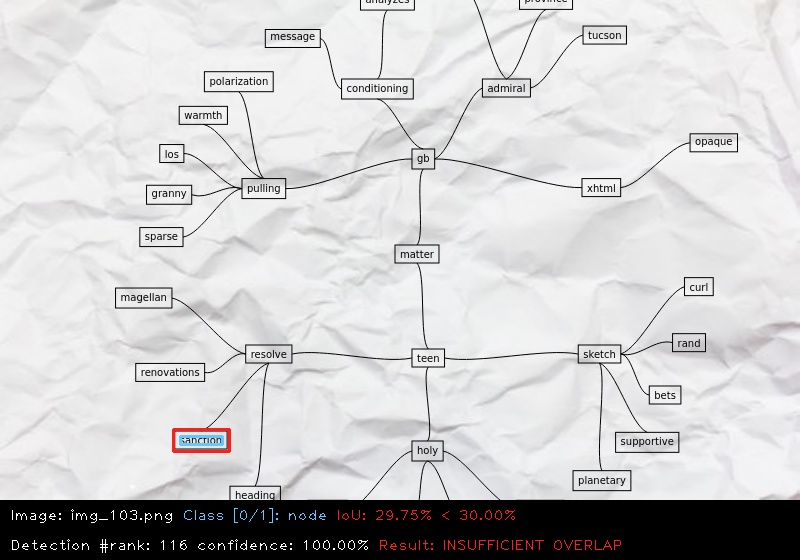 analyzes
province
message
tucson
polarization
conditioning
admiral
warmth
los
gb
opaque
granny
pulling
xhtml
sparse
matter
magellan
curl
resolve
teen
sketch
rand
renovations
bets
sanction
supportive
holy
planetary
heading
Image: img_103.png Class [0/1]: node IoU: 29.75% < 30.00%
Detection #rank: 116 confidence: 100.00% Result: INSUFFICIENT OVERLAP